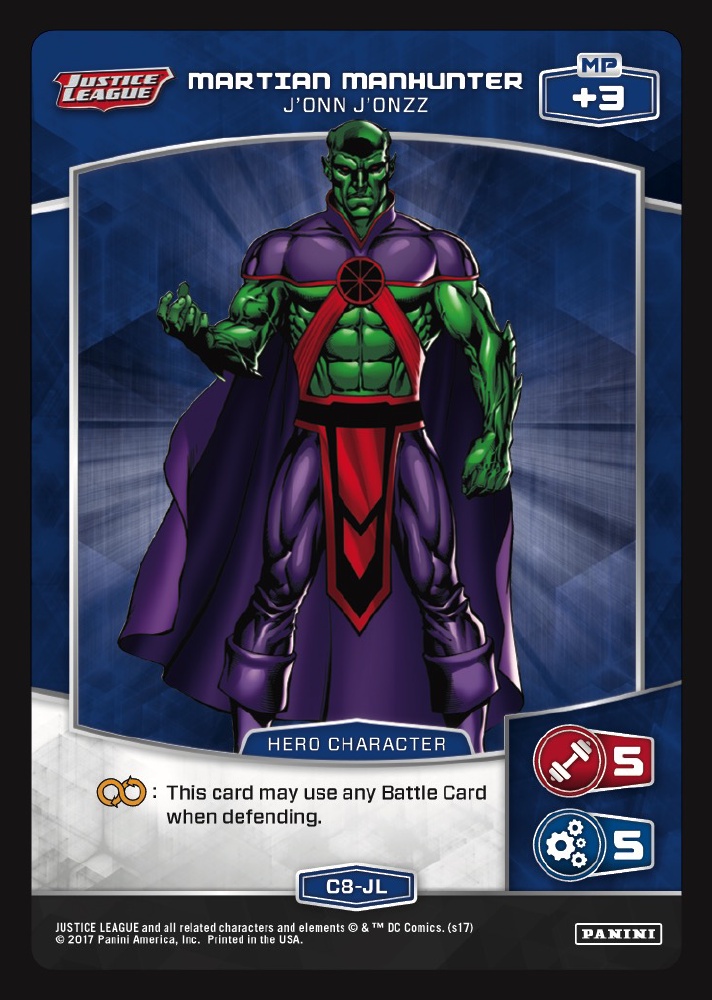 JUSTICE
LEAGUE
MARTIAN MANHUNTER
J'ONN J'ONZZ
MP
+3
HERO CHARACTER
: This card may use any Battle Card
when defending.
5
5
C8-JL
JUSTICE LEAGUE and all related characters and elements © & ™ DC Comics. (s17)
© 2017 Panini America, Inc. Printed in the USA.
PANINI